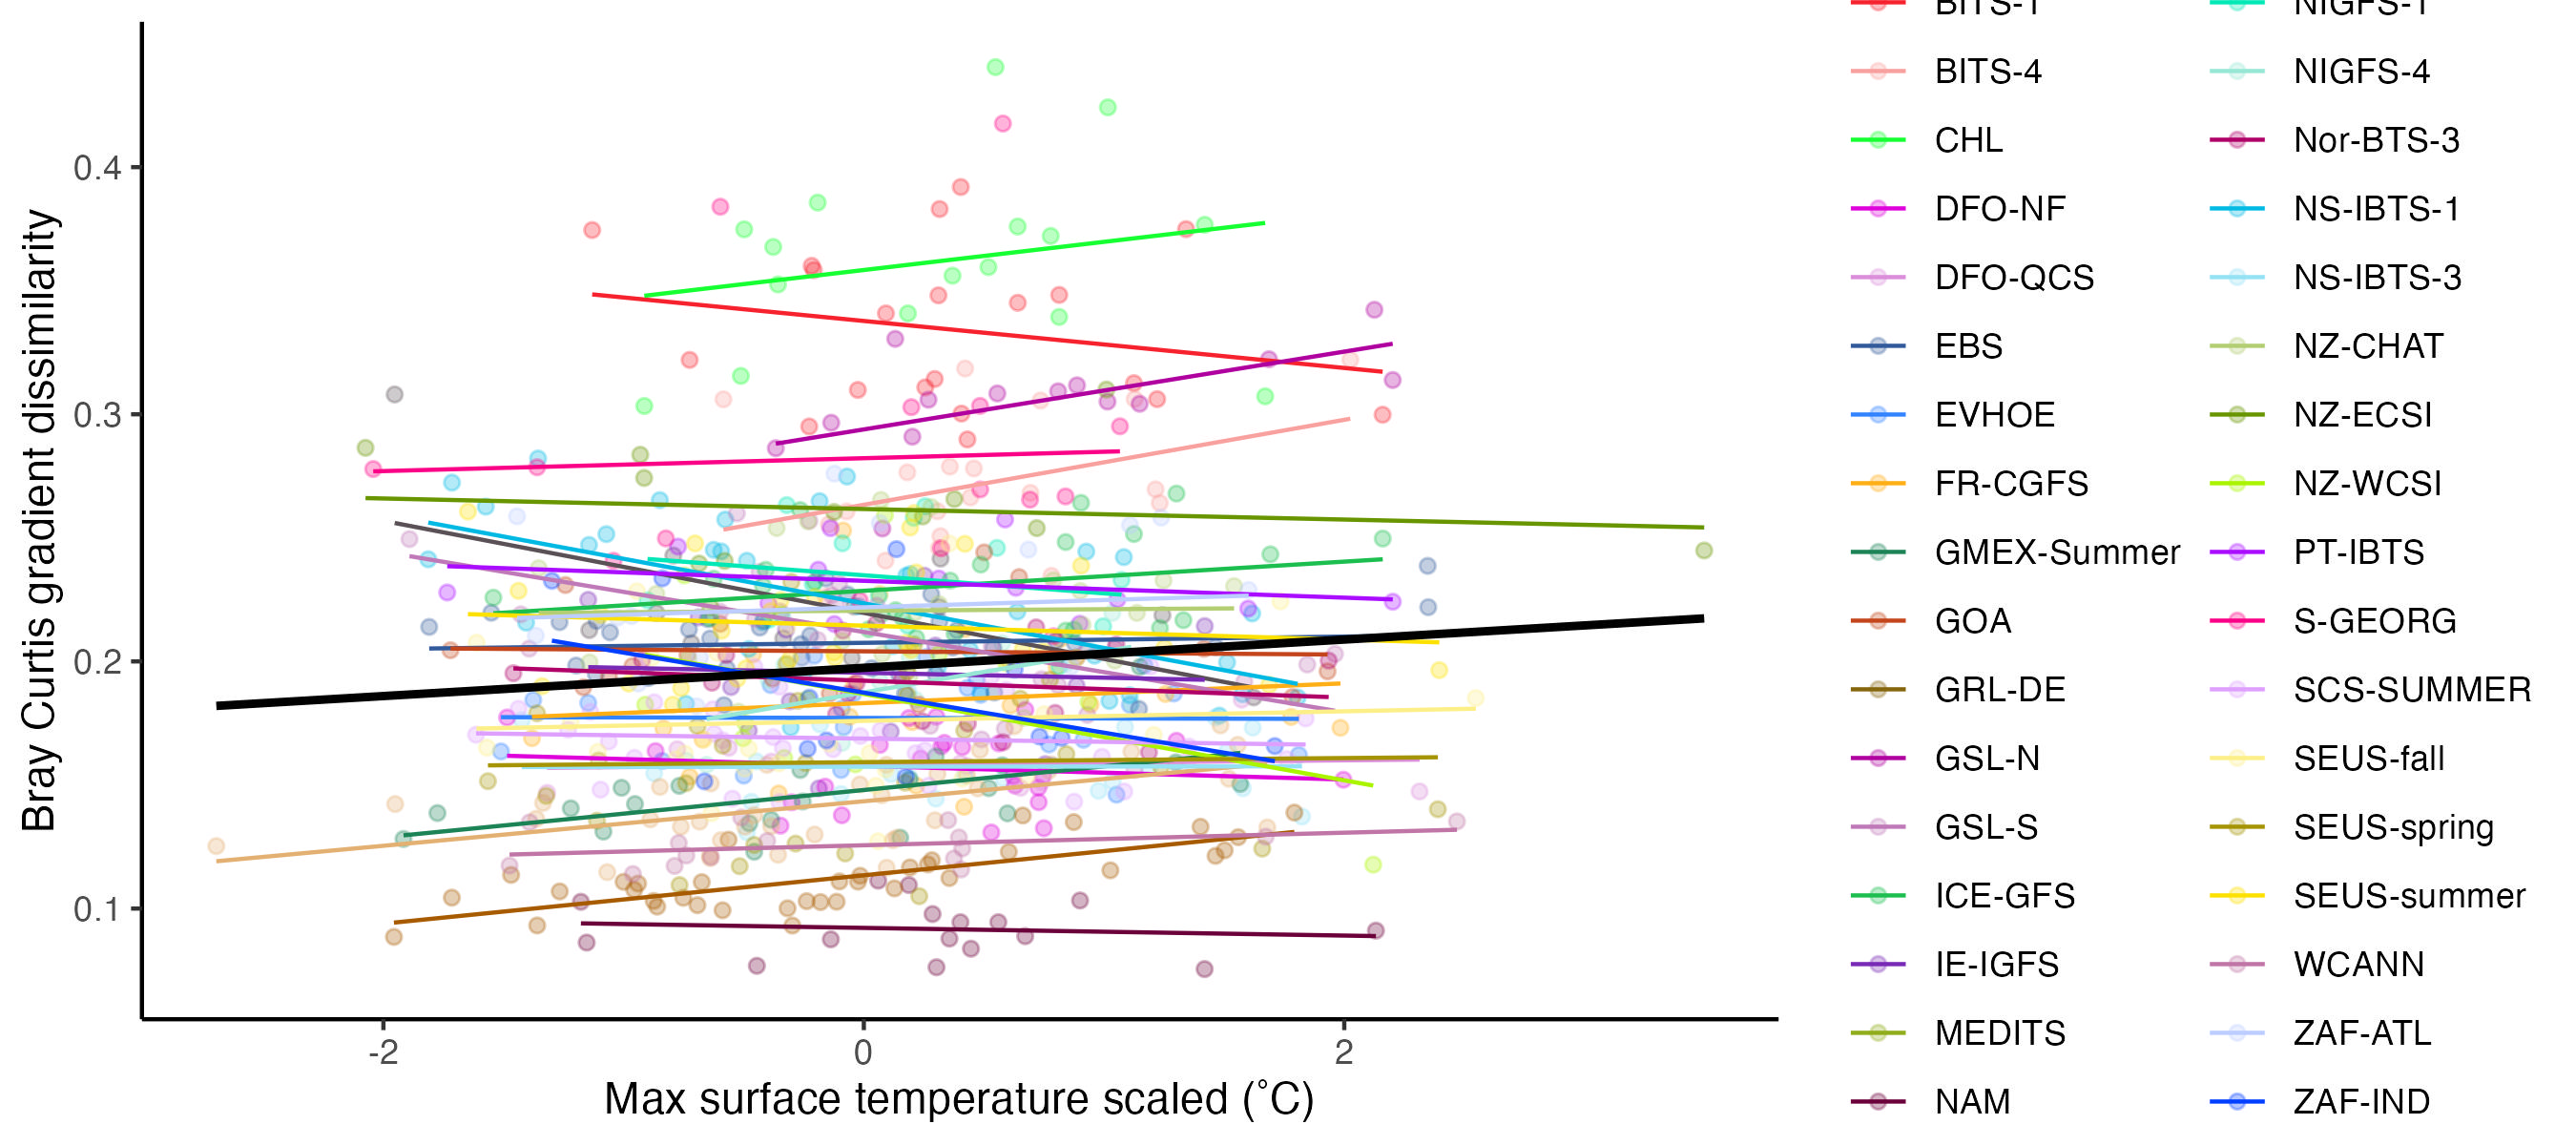 BITS-1 NIGFS-1
BITS-4 NIGFS-4
CHL Nor-BTS-3
DFO-NF NS-IBTS-1
DFO-QCS NS-IBTS-3
EBS NZ-CHAT
EVHOE NZ-ECSI
FR-CGFS NZ-WCSI
GMEX-Summer PT-IBTS
GOA S-GEORG
GRL-DE SCS-SUMMER
GSL-N SEUS-fall
GSL-S SEUS-spring
ICE-GFS SEUS-summer
IE-IGFS WCANN
MEDITS ZAF-ATL
NAM ZAF-IND
Bray Curtis gradient dissimilarity
0.4
0.3
0.2
0.1
-2 0 2
Max surface temperature scaled (˚C)